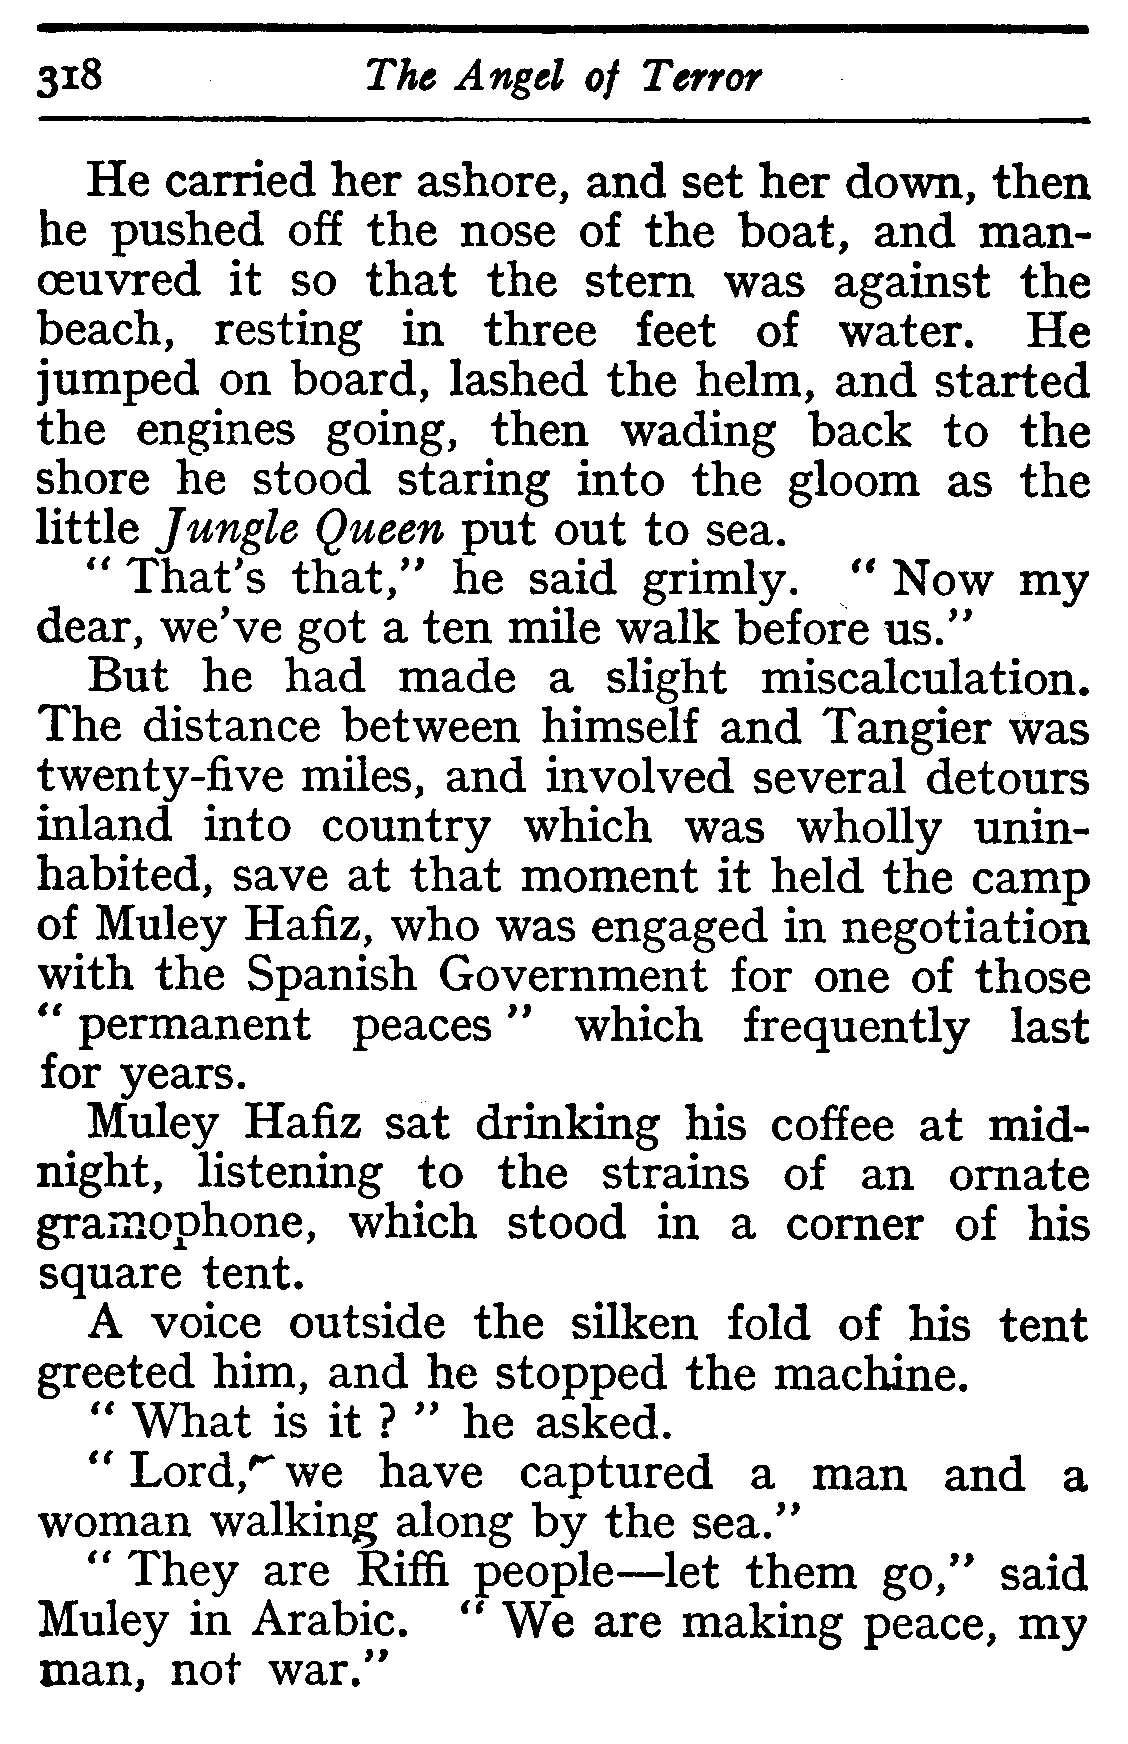 318 The Angel of Terror
He carried her ashore, and set her down, then
he pushed off the nose of the boat, and man-
œuvred it so that the stern was against the
beach, resting in three feet of water. He
jumped on board, lashed the helm, and started
the engines going, then wading back to the
shore he stood staring into the gloom as the
little Jungle Queen put out to sea.
“ That’s that,” he said grimly. “ Now my
dear, we’ve got a ten mile walk before us.”
But he had made a slight miscalculation.
The distance between himself and Tangier was
twenty-five miles, and involved several detours
inland into country which was wholly unin-
habited, save at that moment it held the camp
of Muley Hafiz, who was engaged in negotiation
with the Spanish Government for one of those
“ permanent peaces ” which frequently last
for years.
Muley Hafiz sat drinking his coffee at mid-
night, listening to the strains of an ornate
gramophone, which stood in a corner of his
square tent.
A voice outside the silken fold of his tent
greeted him, and he stopped the machine.
“ What is it ? ” he asked.
“ Lord, we have captured a man and a
woman walking along by the sea.”
“ They are Riffi people—let them go,” said
Muley in Arabic. “ We are making peace, my
man, not war.”